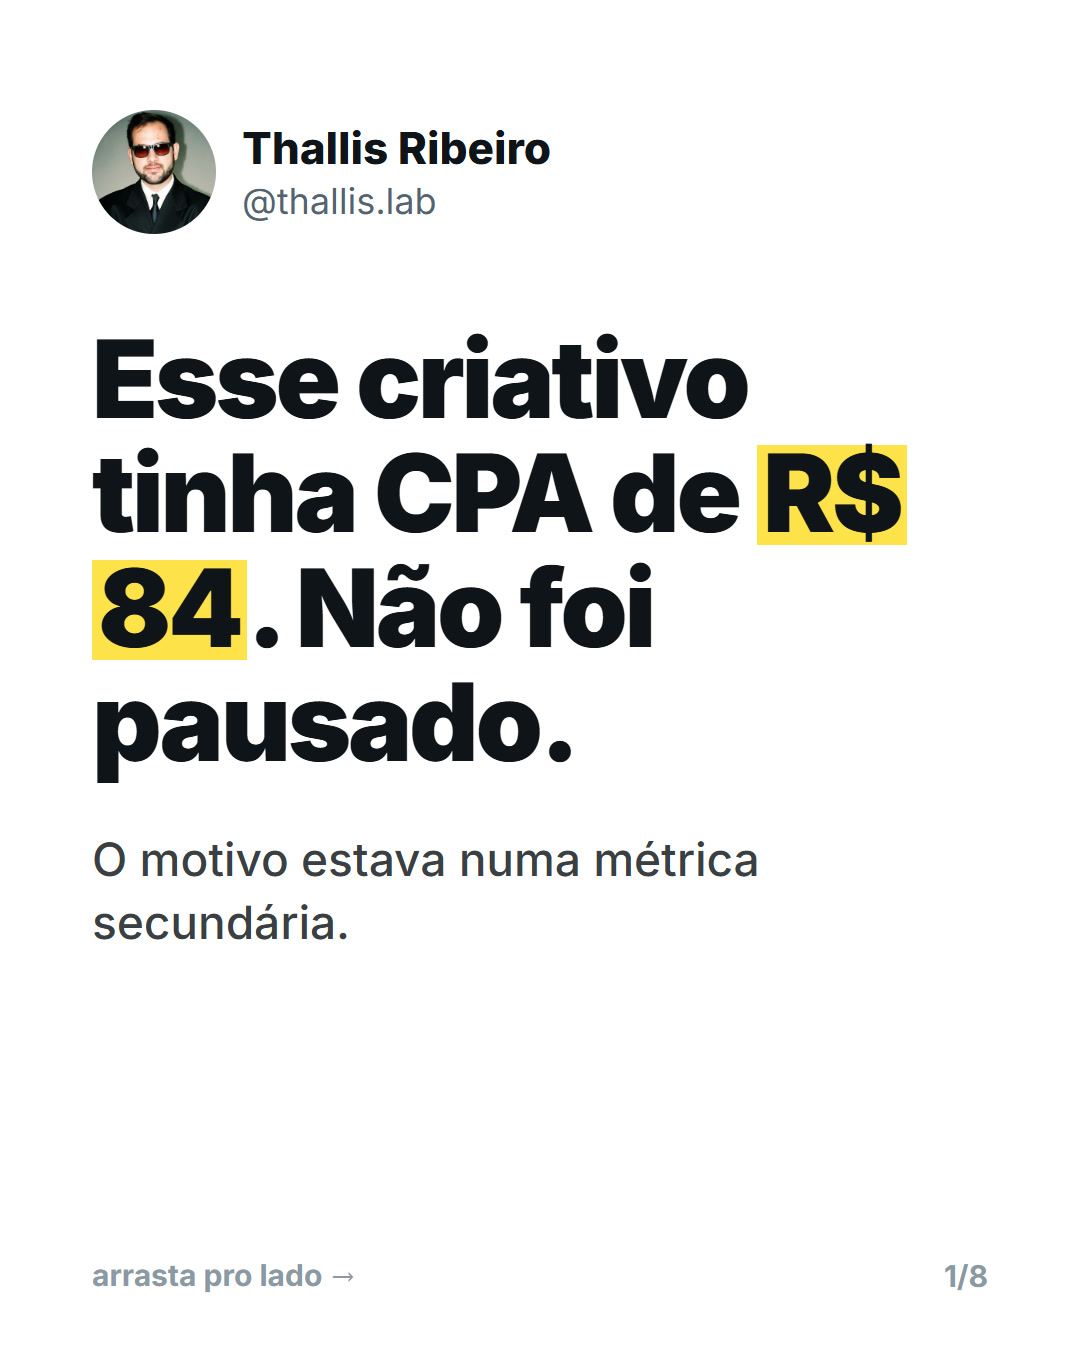 Thallis Ribeiro
@thallis.lab
Esse criativo
tinha CPA de R$
84. Não foi
pausado.
O motivo estava numa métrica
secundária.
arrasta pro lado →
1/8